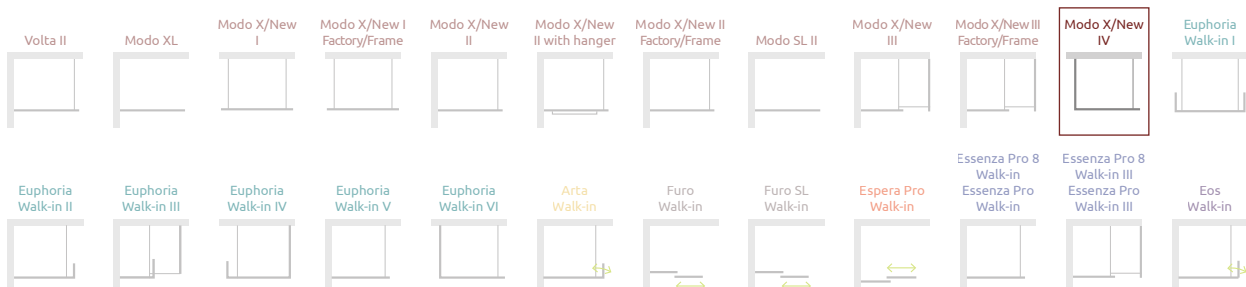 Volta II
Modo XL
Modo X/New
I
Modo X/New I
Factory/Frame
Modo X/New
II
Modo X/New
II with hanger
Modo X/New II
Factory/Frame
Modo SL II
Modo X/New
III
Modo X/New III
Factory/Frame
Modo X/New
IV
Euphoria
Walk-in I
Euphoria
Walk-in II
Euphoria
Walk-in III
Euphoria
Walk-in IV
Euphoria
Walk-in V
Euphoria
Walk-in VI
Arta
Walk-in
Furo
Walk-in
Furo SL
Walk-in
Espera Pro
Walk-in
Essenza Pro 8
Walk-in
Essenza Pro
Walk-in
Essenza Pro 8
Walk-in III
Essenza Pro
Walk-in III
Eos
Walk-in